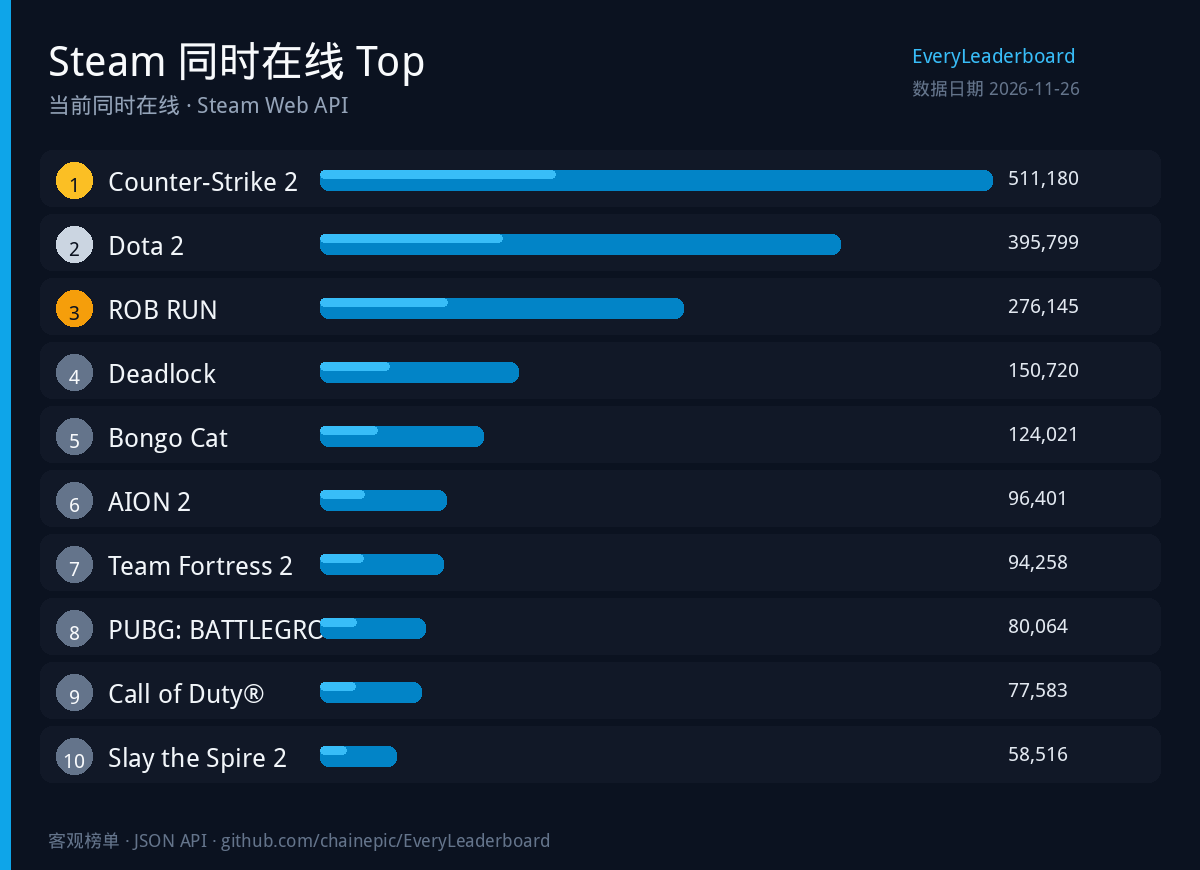 Steam 同时在线 Top
EveryLeaderboard
当前同时在线 · Steam Web API
数据日期 2026-11-26
1 Counter-Strike 2 511,180
2 Dota 2 395,799
3 ROB RUN 276,145
4 Deadlock 150,720
5 Bongo Cat 124,021
6 AION 2 96,401
7 Team Fortress 2 94,258
8 PUBG: BATTLEGRO 80,064
9 Call of Duty® 77,583
10 Slay the Spire 2 58,516
客观榜单 · JSON API · github.com/chainepic/EveryLeaderboard